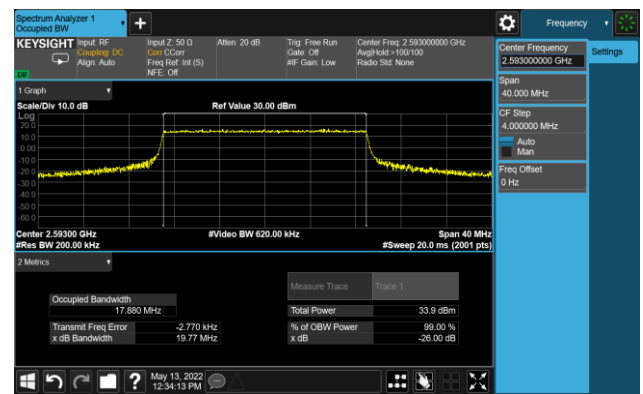 Spectrum Analyzer 1
Occupied BW
+
Frequency
KEYSIGHT
Input: RF
Coupling: DC
Align: Auto
Input Z: 50 Ω
Corr CCorr
Freq Ref: Int (S)
NFE: Off
Atten: 20 dB
Trig: Free Run
Gate: Off
#IF Gain: Low
Center Freq: 2.593000000 GHz
Avg|Hold:>100/100
Radio Std: None
Center Frequency
2.593000000 GHz
Settings
Span
40.000 MHz
CF Step
4.000000 MHz
Auto
Man
Freq Offset
0 Hz
1 Graph
Scale/Div 10.0 dB
Ref Value 30.00 dBm
Log
20.0
10.0
0.00
-10.0
-20.0
-30.0
-40.0
-50.0
-60.0
Center 2.59300 GHz
#Video BW 620.00 kHz
Span 40 MHz
#Res BW 200.00 kHz
#Sweep 20.0 ms (2001 pts)
2 Metrics
Measure Trace
Trace 1
Occupied Bandwidth
17.880 MHz
Total Power
33.9 dBm
Transmit Freq Error
-2.770 kHz
% of OBW Power
99.00 %
x dB Bandwidth
19.77 MHz
x dB
-26.00 dB
?
May 13, 2022
12:34:13 PM